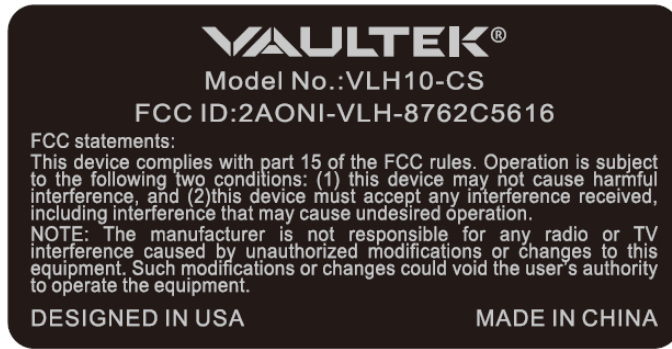 VAULTEK®
Model No.:VLH10-CS
FCC ID:2AONI-VLH-8762C5616
FCC statements:
This device complies with part 15 of the FCC rules. Operation is subject
to the following two conditions: (1) this device may not cause harmful
interference, and (2)this device must accept any interference received,
including interference that may cause undesired operation.
NOTE: The manufacturer is not responsible for any radio or TV
interference caused by unauthorized modifications or changes to this
equipment. Such modifications or changes could void the user's authority
to operate the equipment.
DESIGNED IN USA MADE IN CHINA